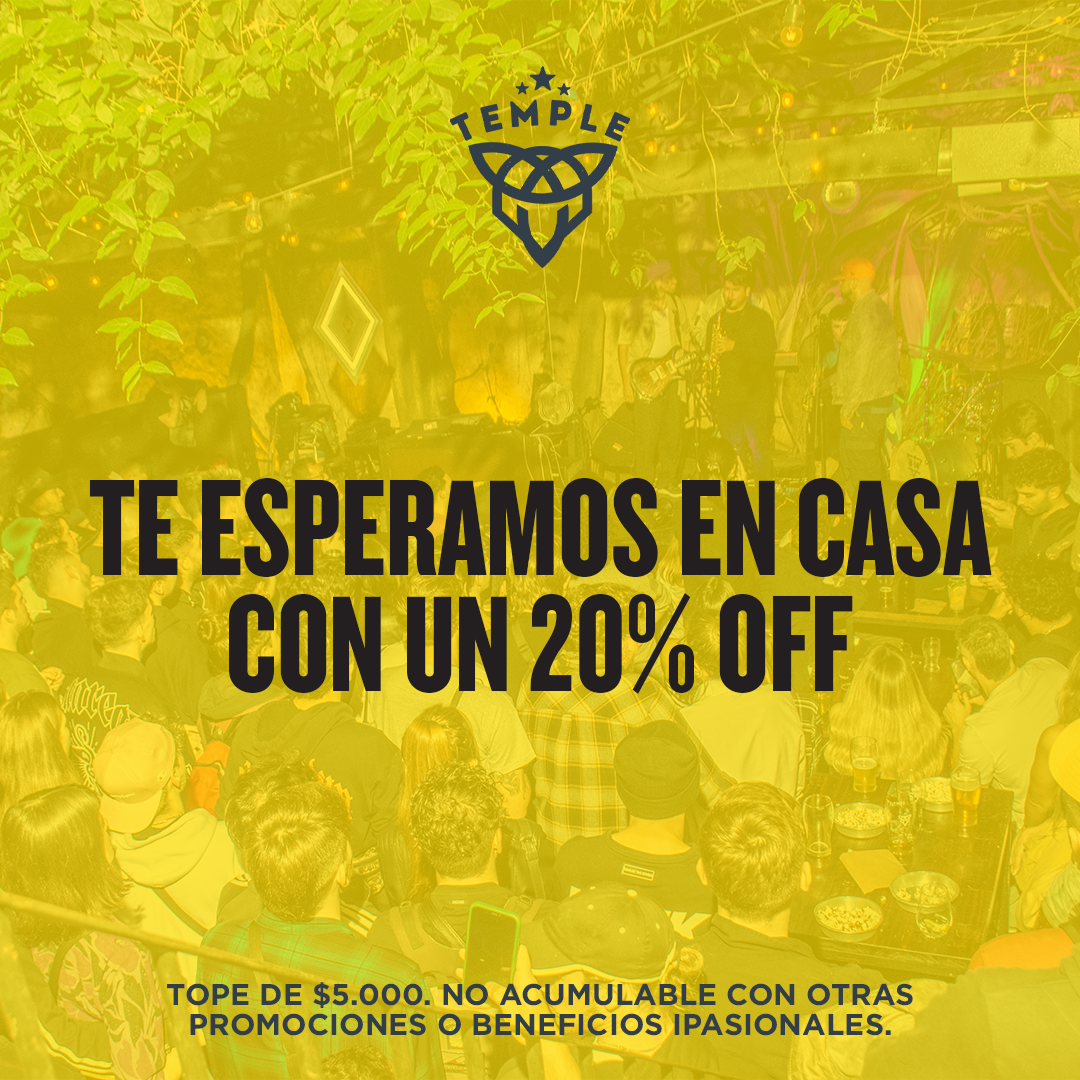 TEMPLE
TE ESPERAMOS EN CASA
CON UN 20% OFF
TOPE DE $5.000. NO ACUMULABLE CON OTRAS
PROMOCIONES O BENEFICIOS IPASIONALES.